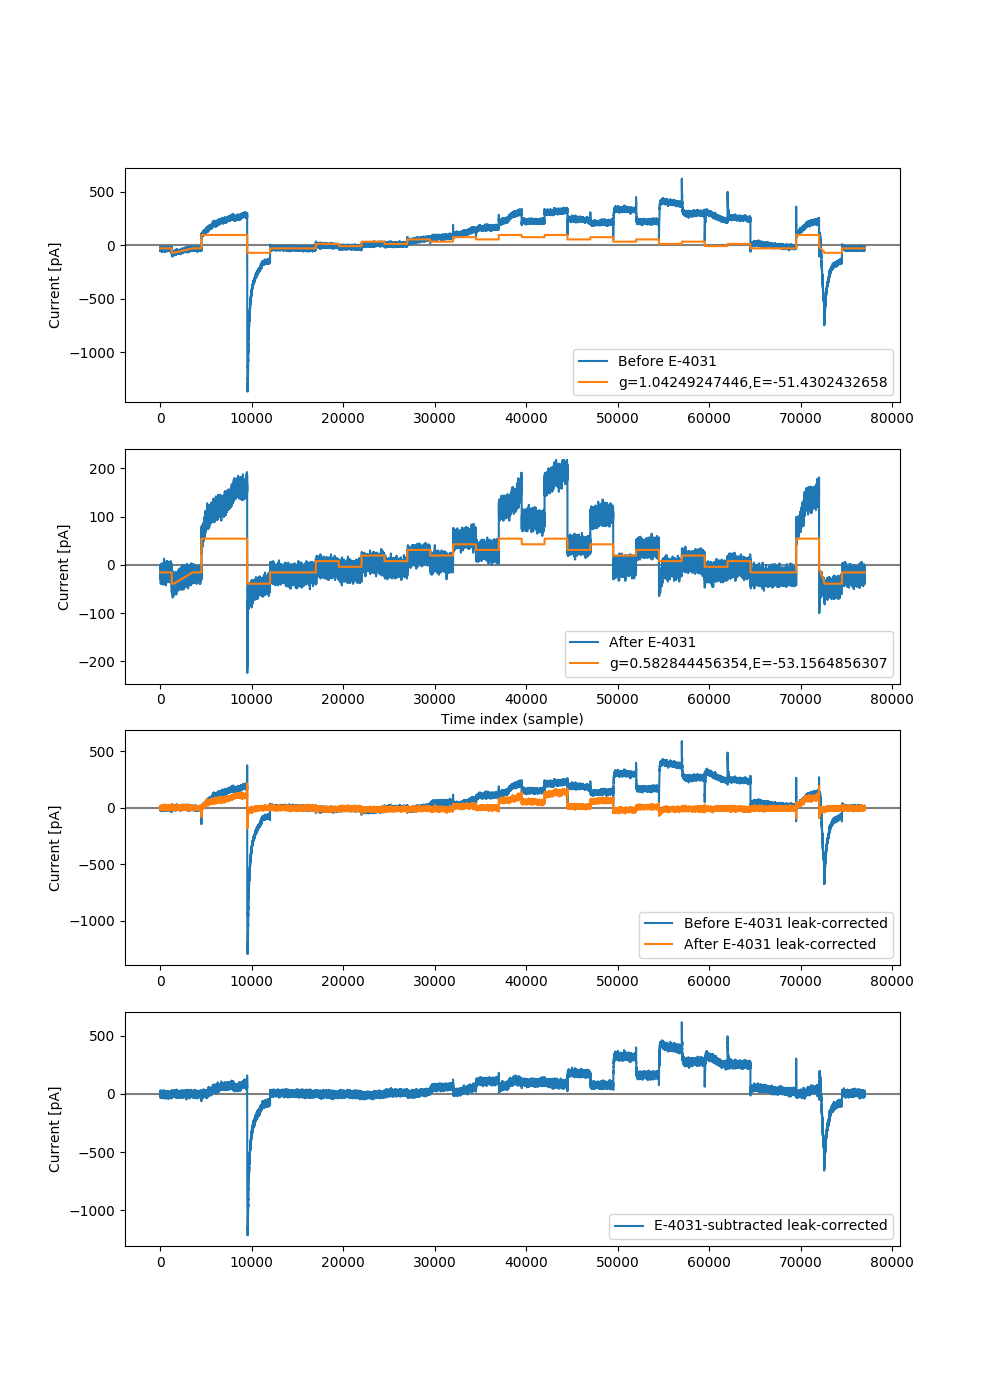 500
0
−500
−1000
Current [pA]
Before E-4031
g=1.04249247446,E=-51.4302432658
0 10000 20000 30000 40000 50000 60000 70000 80000
200
100
0
−100
−200
Current [pA]
After E-4031
g=0.582844456354,E=-53.1564856307
0 10000 20000 30000 40000 50000 60000 70000 80000
Time index (sample)
500
0
−500
−1000
Current [pA]
Before E-4031 leak-corrected
After E-4031 leak-corrected
0 10000 20000 30000 40000 50000 60000 70000 80000
500
0
−500
−1000
Current [pA]
E-4031-subtracted leak-corrected
0 10000 20000 30000 40000 50000 60000 70000 80000